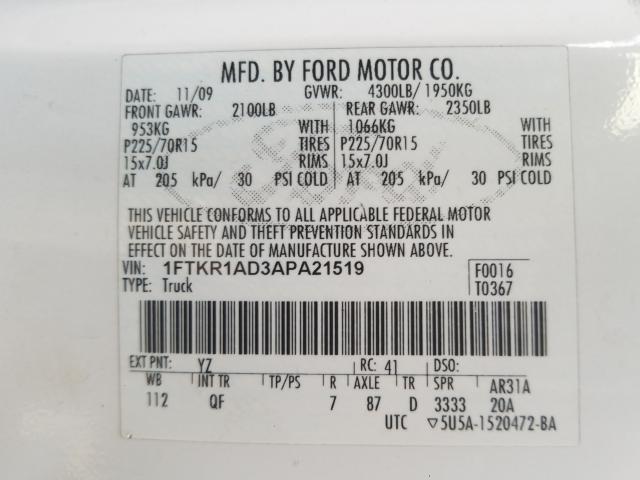 MFD. BY FORD MOTOR CO.
DATE: 11/09 GVWR: 4300LB/ 1950KG
FRONT GAWR: 2100LB REAR GAWR: 2350LB
953KG WITH 1066KG WITH
P225/70R15 TIRES P225/70R15 TIRES
15x7.0J RIMS 15x7.0J RIMS
AT 205 kPa/ 30 PSI COLD AT 205 kPa/ 30 PSI COLD
THIS VEHICLE CONFORMS TO ALL APPLICABLE FEDERAL MOTOR
VEHICLE SAFETY AND THEFT PREVENTION STANDARDS IN
EFFECT ON THE DATE OF MANUFACTURE SHOWN ABOVE.
VIN: 1FTKR1AD3APA21519 F0016
TYPE: Truck T0367
EXT PNT: YZ RC: 41 DSO:
WB INT TR TP/PS R AXLE TR SPR AR31A
112 QF 7 87 D 3333 20A
UTC ▽5U5A-1520472-BA